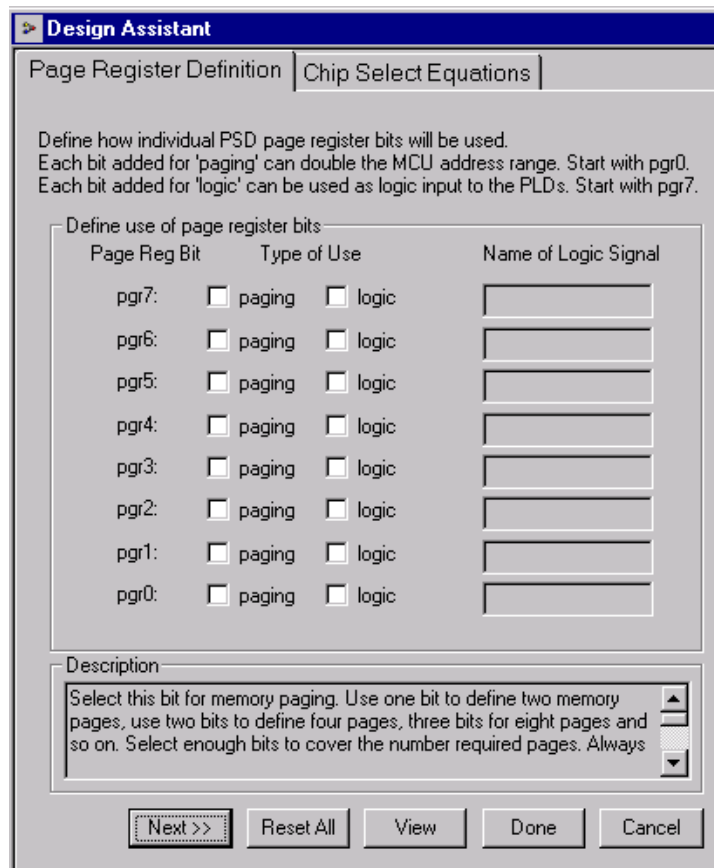 Design Assistant
Page Register Definition Chip Select Equations
Define how individual PSD page register bits will be used.
Each bit added for 'paging' can double the MCU address range. Start with pgr0.
Each bit added for 'logic' can be used as logic input to the PLDs. Start with pgr7.
Define use of page register bits
Page Reg Bit Type of Use Name of Logic Signal
pgr7: paging logic
pgr6: paging logic
pgr5: paging logic
pgr4: paging logic
pgr3: paging logic
pgr2: paging logic
pgr1: paging logic
pgr0: paging logic
Description
Select this bit for memory paging. Use one bit to define two memory
pages, use two bits to define four pages, three bits for eight pages and
so on. Select enough bits to cover the number required pages. Always
Next >> Reset All View Done Cancel